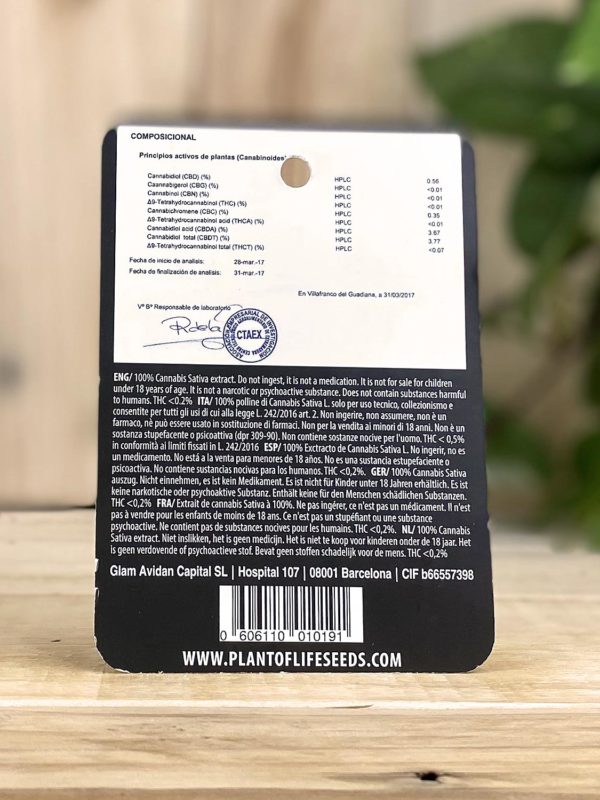 COMPOSICIONAL
Principios activos de plantas (Canabinoides
Cannabidiol (CBD) (%) HPLC 0.56
Caannabigerol (CBG) (%) HPLC <0.01
Cannabinol (CBN) (%) HPLC <0.01
Δ9-Tetrahydrocannabinol (THC) (%) HPLC <0.01
Cannabichromene (CBC) (%) HPLC 0.35
Δ9-Tetrahydrocannabinol acid (THCA) (%) HPLC <0.01
Cannabidiol acid (CBDA) (%) HPLC 3.67
Cannabidiol total (CBDT) (%) HPLC 3.77
Δ9-Tetrahydrocannabinol total (THCT) (%) HPLC <0.07
Fecha de inicio de analisis: 28-mar.-17
Fecha de finalización de analisis: 31-mar.-17
En Villafranco del Guadiana, a 31/03/2017
Vº Bº Responsable de laboratorio
CTAEX
ENG/ 100% Cannabis Sativa extract. Do not ingest, it is not a medication. It is not for sale for children
under 18 years of age. It is not a narcotic or psychoactive substance. Does not contain substances harmful
to humans. THC <0.2% ITA/ 100% polline di Cannabis Sativa L. solo per uso tecnico, collezionismo e
consentite per tutti gli usi di cui alla legge L. 242/2016 art. 2. Non ingerire, non assumere, non è un
farmaco, nè può essere usato in sostituzione di farmaci. Non per la vendita ai minori di 18 anni. Non è un
sostanza stupefacente o psicoattiva (dpr 309-90). Non contiene sostanze nocive per l'uomo. THC < 0,5%
in conformità ai limiti fissati in L. 242/2016 ESP/ 100% Exctracto de Cannabis Sativa L. No ingerir, no es
un medicamento. No está a la venta para menores de 18 años. No es una sustancia estupefaciente o
psicoactiva. No contiene sustancias nocivas para los humanos. THC <0,2%. GER/ 100% Cannabis Sativa
auszug. Nicht einnehmen, es ist kein Medikament. Es ist nicht für Kinder unter 18 Jahren erhältlich. Es ist
keine narkotische oder psychoaktive Substanz. Enthält keine für den Menschen schädlichen Substanzen.
THC <0,2% FRA/ Extrait de cannabis Sativa à 100%. Ne pas ingérer, ce n'est pas un médicament. Il n'est
pas à vendre pour les enfants de moins de 18 ans. Ce n'est pas un stupéfiant ou une substance
psychoactive. Ne contient pas de substances nocives pour les humains. THC <0,2%. NL/ 100% Cannabis
Sativa extract. Niet inslikken, het is geen medicijn. Het is niet te koop voor kinderen onder de 18 jaar. Het
is geen verdovende of psychoactieve stof. Bevat geen stoffen schadelijk voor de mens. THC <0,2%
Glam Avidan Capital SL | Hospital 107 | 08001 Barcelona | CIF b66557398
0 606110 010191
WWW.PLANTOFLIFESEEDS.COM